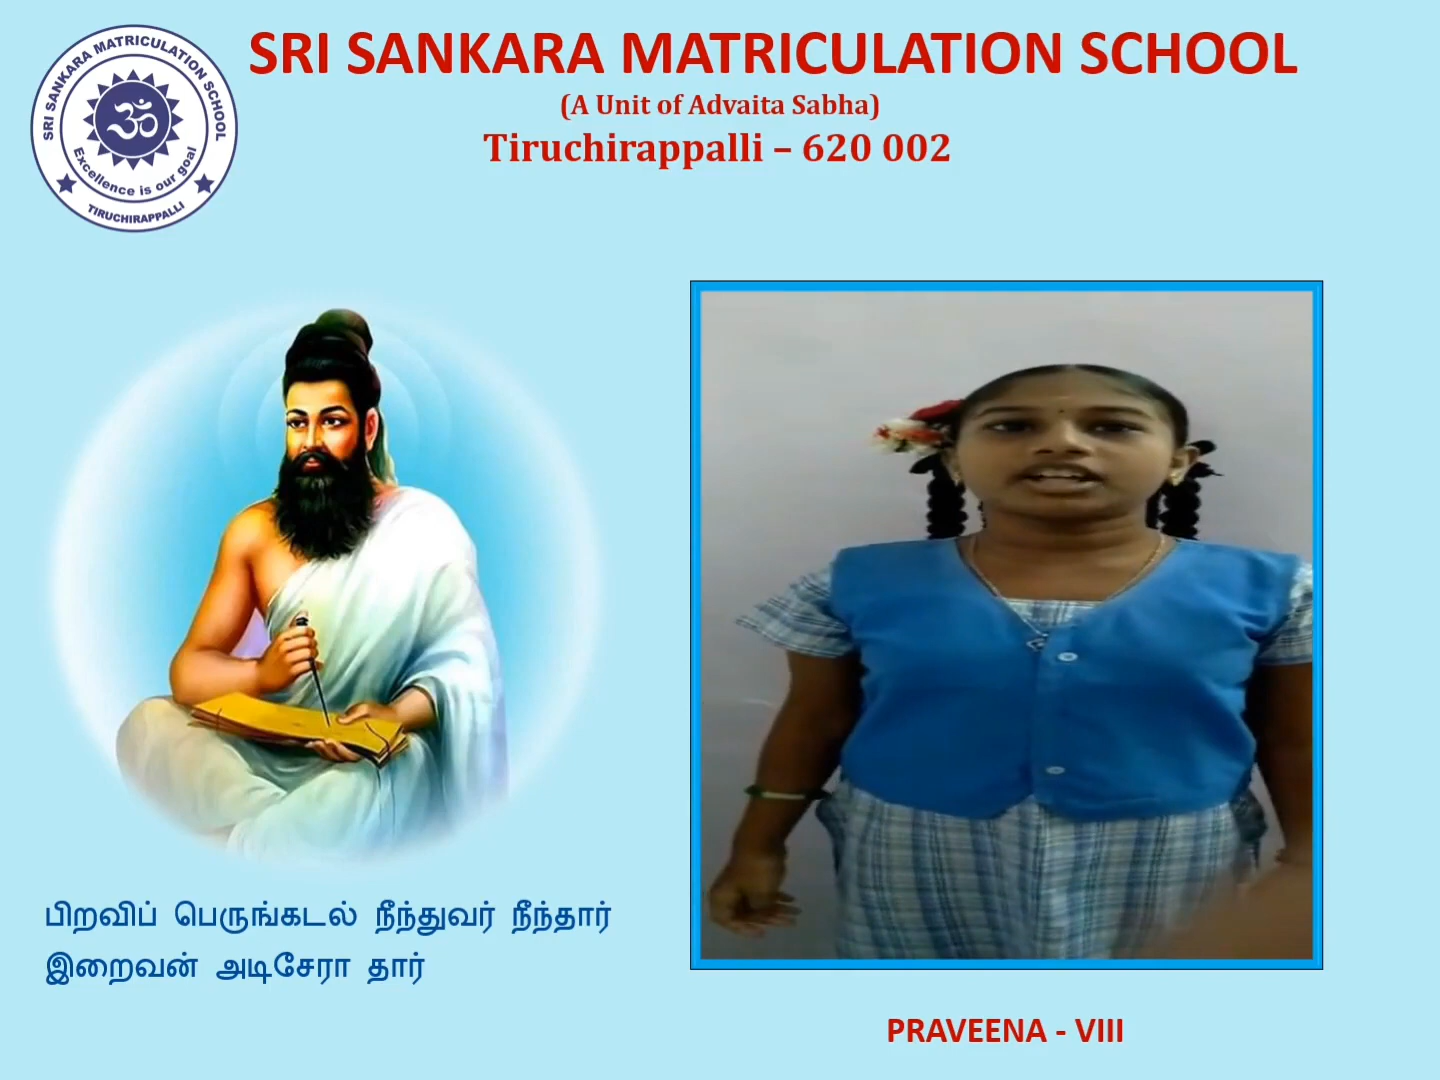 SRI SANKARA MATRICULATION SCHOOL
(A Unit of Advaita Sabha)
Tiruchirappalli – 620 002
SRI SANKARA MATRICULATION SCHOOL
ॐ
Excellence is our goal
TIRUCHIRAPPALLI
பிறவிப் பெருங்கடல் நீந்துவர் நீந்தார்
இறைவன் அடிசேரா தார்
PRAVEENA - VIII